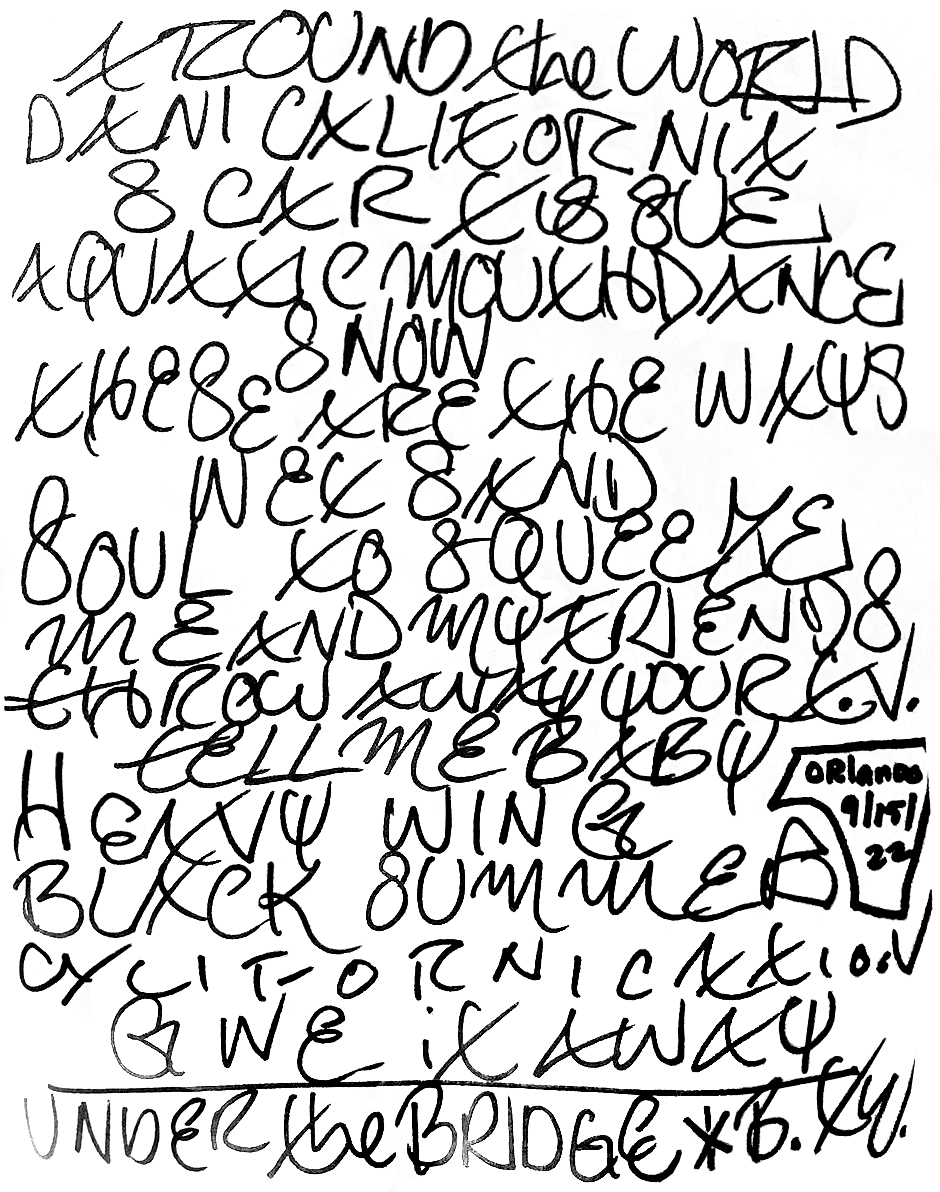 AROUND the WORLD
DANI CALIFORNIA
SCAR TISSUE
AQUATIC MOUTH DANCE
SNOW
THESE ARE THE WAYS
WET SAND
SOUL TO SQUEEZE
ME AND MY FRIENDS
THROW AWAY YOUR T.V.
TELL ME BABY
HEAVY WING
BLACK SUMMER
ORLANDO
9/15/
22
CALIFORNICATION
GIVE iT AWAY
UNDER the BRIDGE * B.T.W.